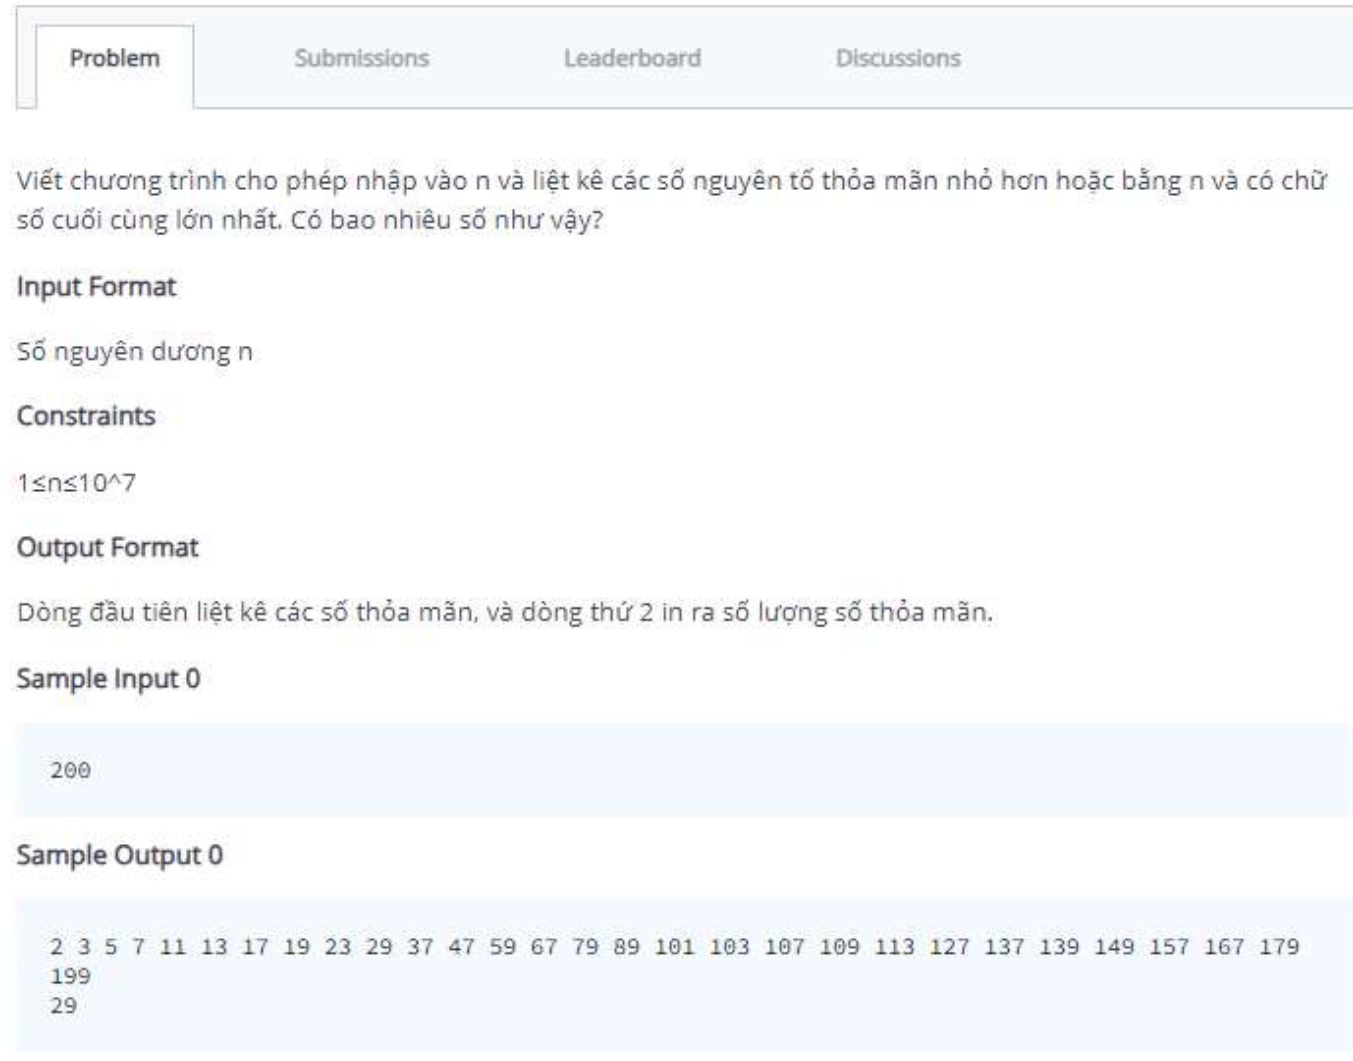 Problem Submissions Leaderboard Discussions
Viết chương trình cho phép nhập vào n và liệt kê các số nguyên tố thỏa mãn nhỏ hơn hoặc bằng n và có chữ
số cuối cùng lớn nhất. Có bao nhiêu số như vậy?
Input Format
Số nguyên dương n
Constraints
1≤n≤10^7
Output Format
Dòng đầu tiên liệt kê các số thỏa mãn, và dòng thứ 2 in ra số lượng số thỏa mãn.
Sample Input 0
200
Sample Output 0
2 3 5 7 11 13 17 19 23 29 37 47 59 67 79 89 101 103 107 109 113 127 137 139 149 157 167 179
199
29